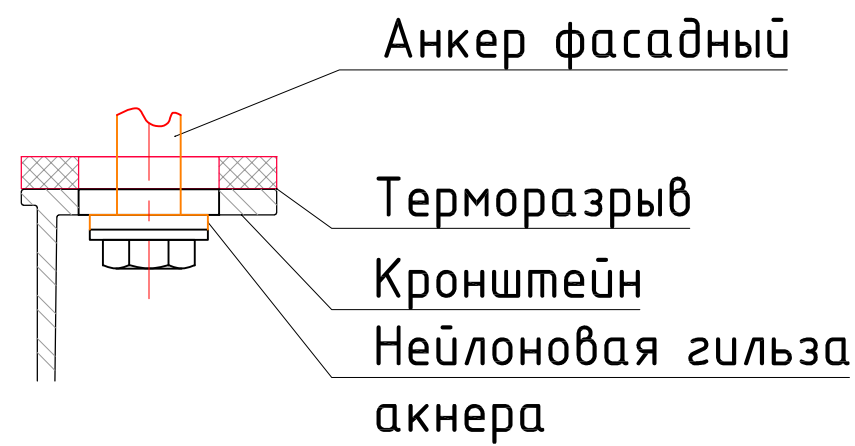 Анкер фасадный
Терморазрыв
Кронштейн
Нейлоновая гильза
акнера